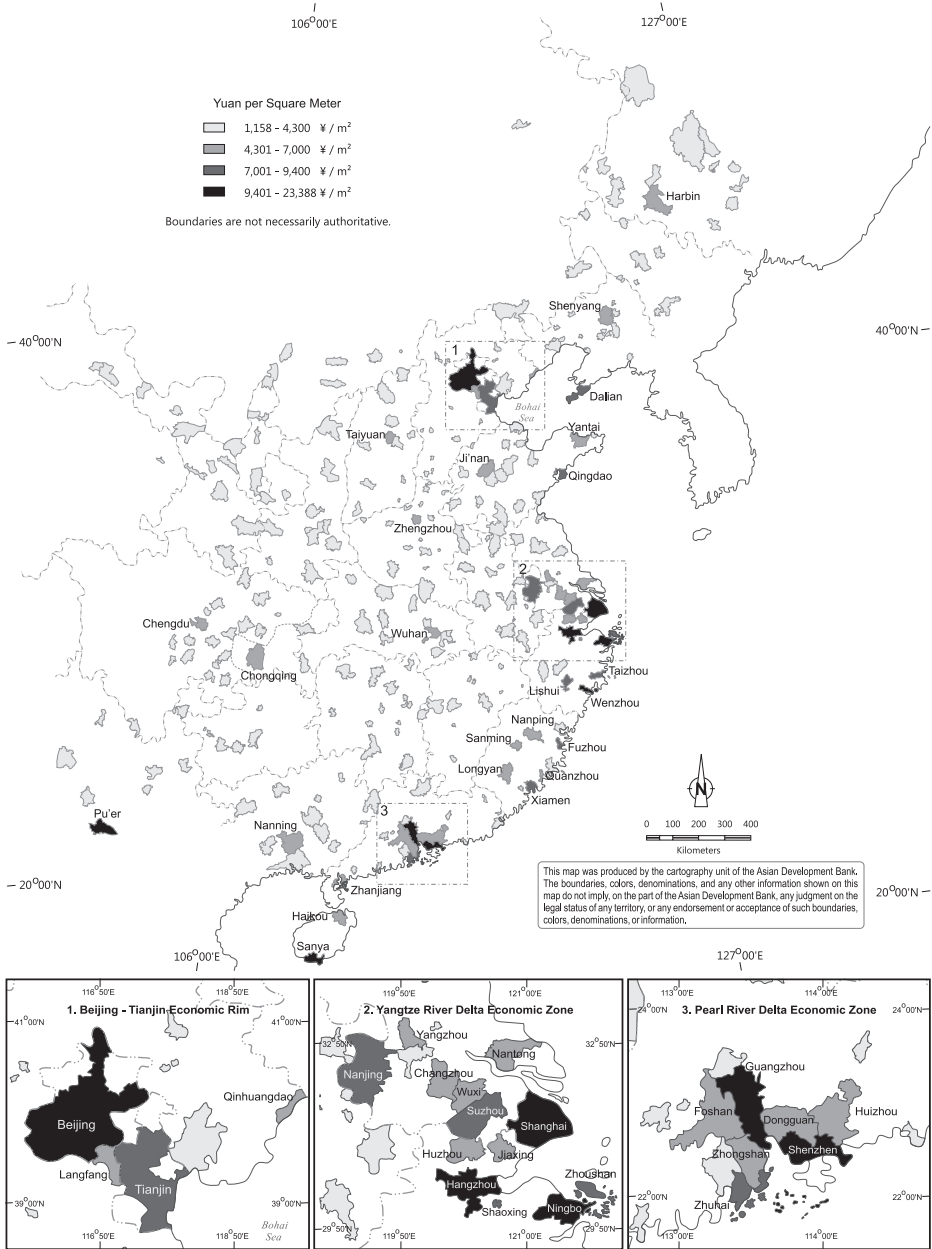 106°00'E
127°00'E
Yuan per Square Meter
1,158 – 4,300 ¥ / m²
4,301 – 7,000 ¥ / m²
7,001 – 9,400 ¥ / m²
9,401 – 23,388 ¥ / m²
Boundaries are not necessarily authoritative.
Harbin
Shenyang
40°00'N
40°00'N
1
Dalian
Bohai
Sea
Yantai
Taiyuan
Ji'nan
Qingdao
Zhengzhou
2
Chengdu
Wuhan
Chongqing
Taizhou
Lishui
Wenzhou
Nanping
Sanming
Fuzhou
Longyan
Quanzhou
Xiamen
Pu'er
Nanning
3
N
0 100 200 300 400
Kilometers
20°00'N
20°00'N
Zhanjiang
Haikou
Sanya
This map was produced by the cartography unit of the Asian Development Bank.
The boundaries, colors, denominations, and any other information shown on this
map do not imply, on the part of the Asian Development Bank, any judgment on the
legal status of any territory, or any endorsement or acceptance of such boundaries,
colors, denominations, or information.
106°00'E
127°00'E
116°50'E
118°50'E
1. Beijing - Tianjin Economic Rim
41°00'N
41°00'N
Qinhuangdao
Beijing
Langfang
Tianjin
39°00'N
39°00'N
Bohai
Sea
116°50'E
118°50'E
119°50'E
121°00'E
2. Yangtze River Delta Economic Zone
32°50'N
32°50'N
Yangzhou
Nantong
Nanjing
Changzhou
Wuxi
Suzhou
Shanghai
Huzhou
Jiaxing
Hangzhou
Zhoushan
Shaoxing
Ningbo
29°50'N
29°50'N
119°50'E
121°00'E
113°00'E
114°00'E
3. Pearl River Delta Economic Zone
24°00'N
24°00'N
Guangzhou
Foshan
Dongguan
Huizhou
Zhongshan
Shenzhen
Zhuhai
22°00'N
22°00'N
113°00'E
114°00'E